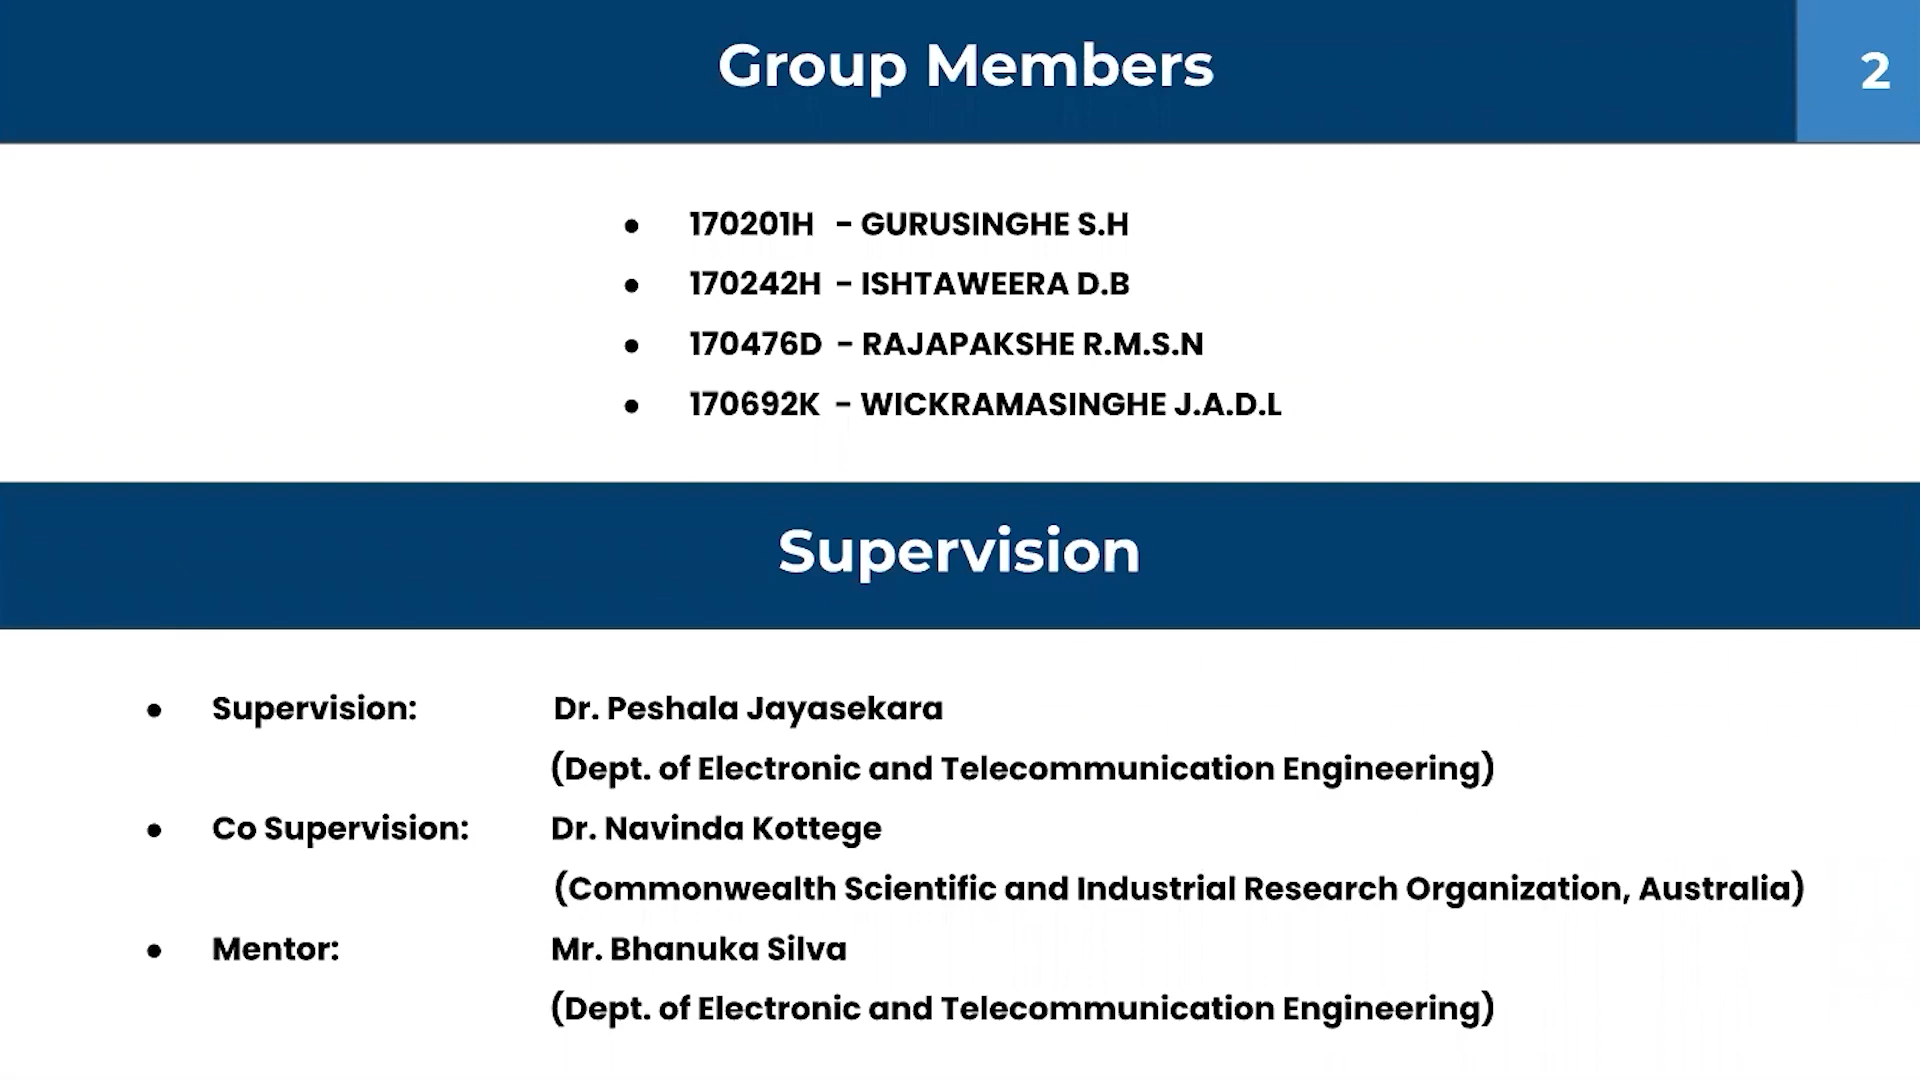 Group Members
2
● 170201H - GURUSINGHE S.H
● 170242H - ISHTAWEERA D.B
● 170476D - RAJAPAKSHE R.M.S.N
● 170692K - WICKRAMASINGHE J.A.D.L
Supervision
● Supervision: Dr. Peshala Jayasekara
(Dept. of Electronic and Telecommunication Engineering)
● Co Supervision: Dr. Navinda Kottege
(Commonwealth Scientific and Industrial Research Organization, Australia)
● Mentor: Mr. Bhanuka Silva
(Dept. of Electronic and Telecommunication Engineering)